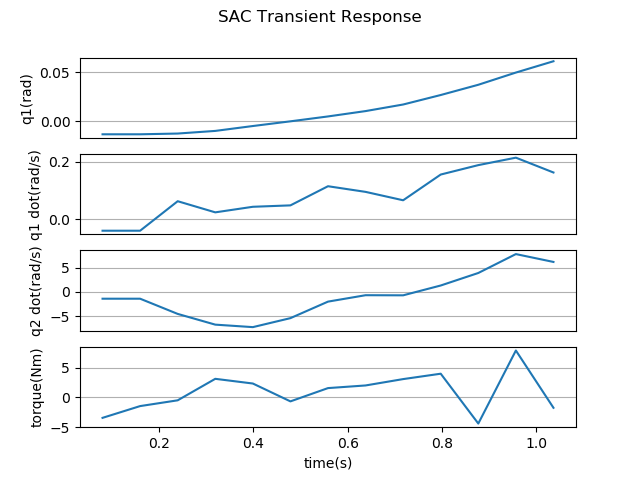 SAC Transient Response
q1(rad)
0.05
0.00
q1 dot(rad/s)
0.2
0.0
q2 dot(rad/s)
5
0
−5
torque(Nm)
5
0
−5
0.2 0.4 0.6 0.8 1.0
time(s)